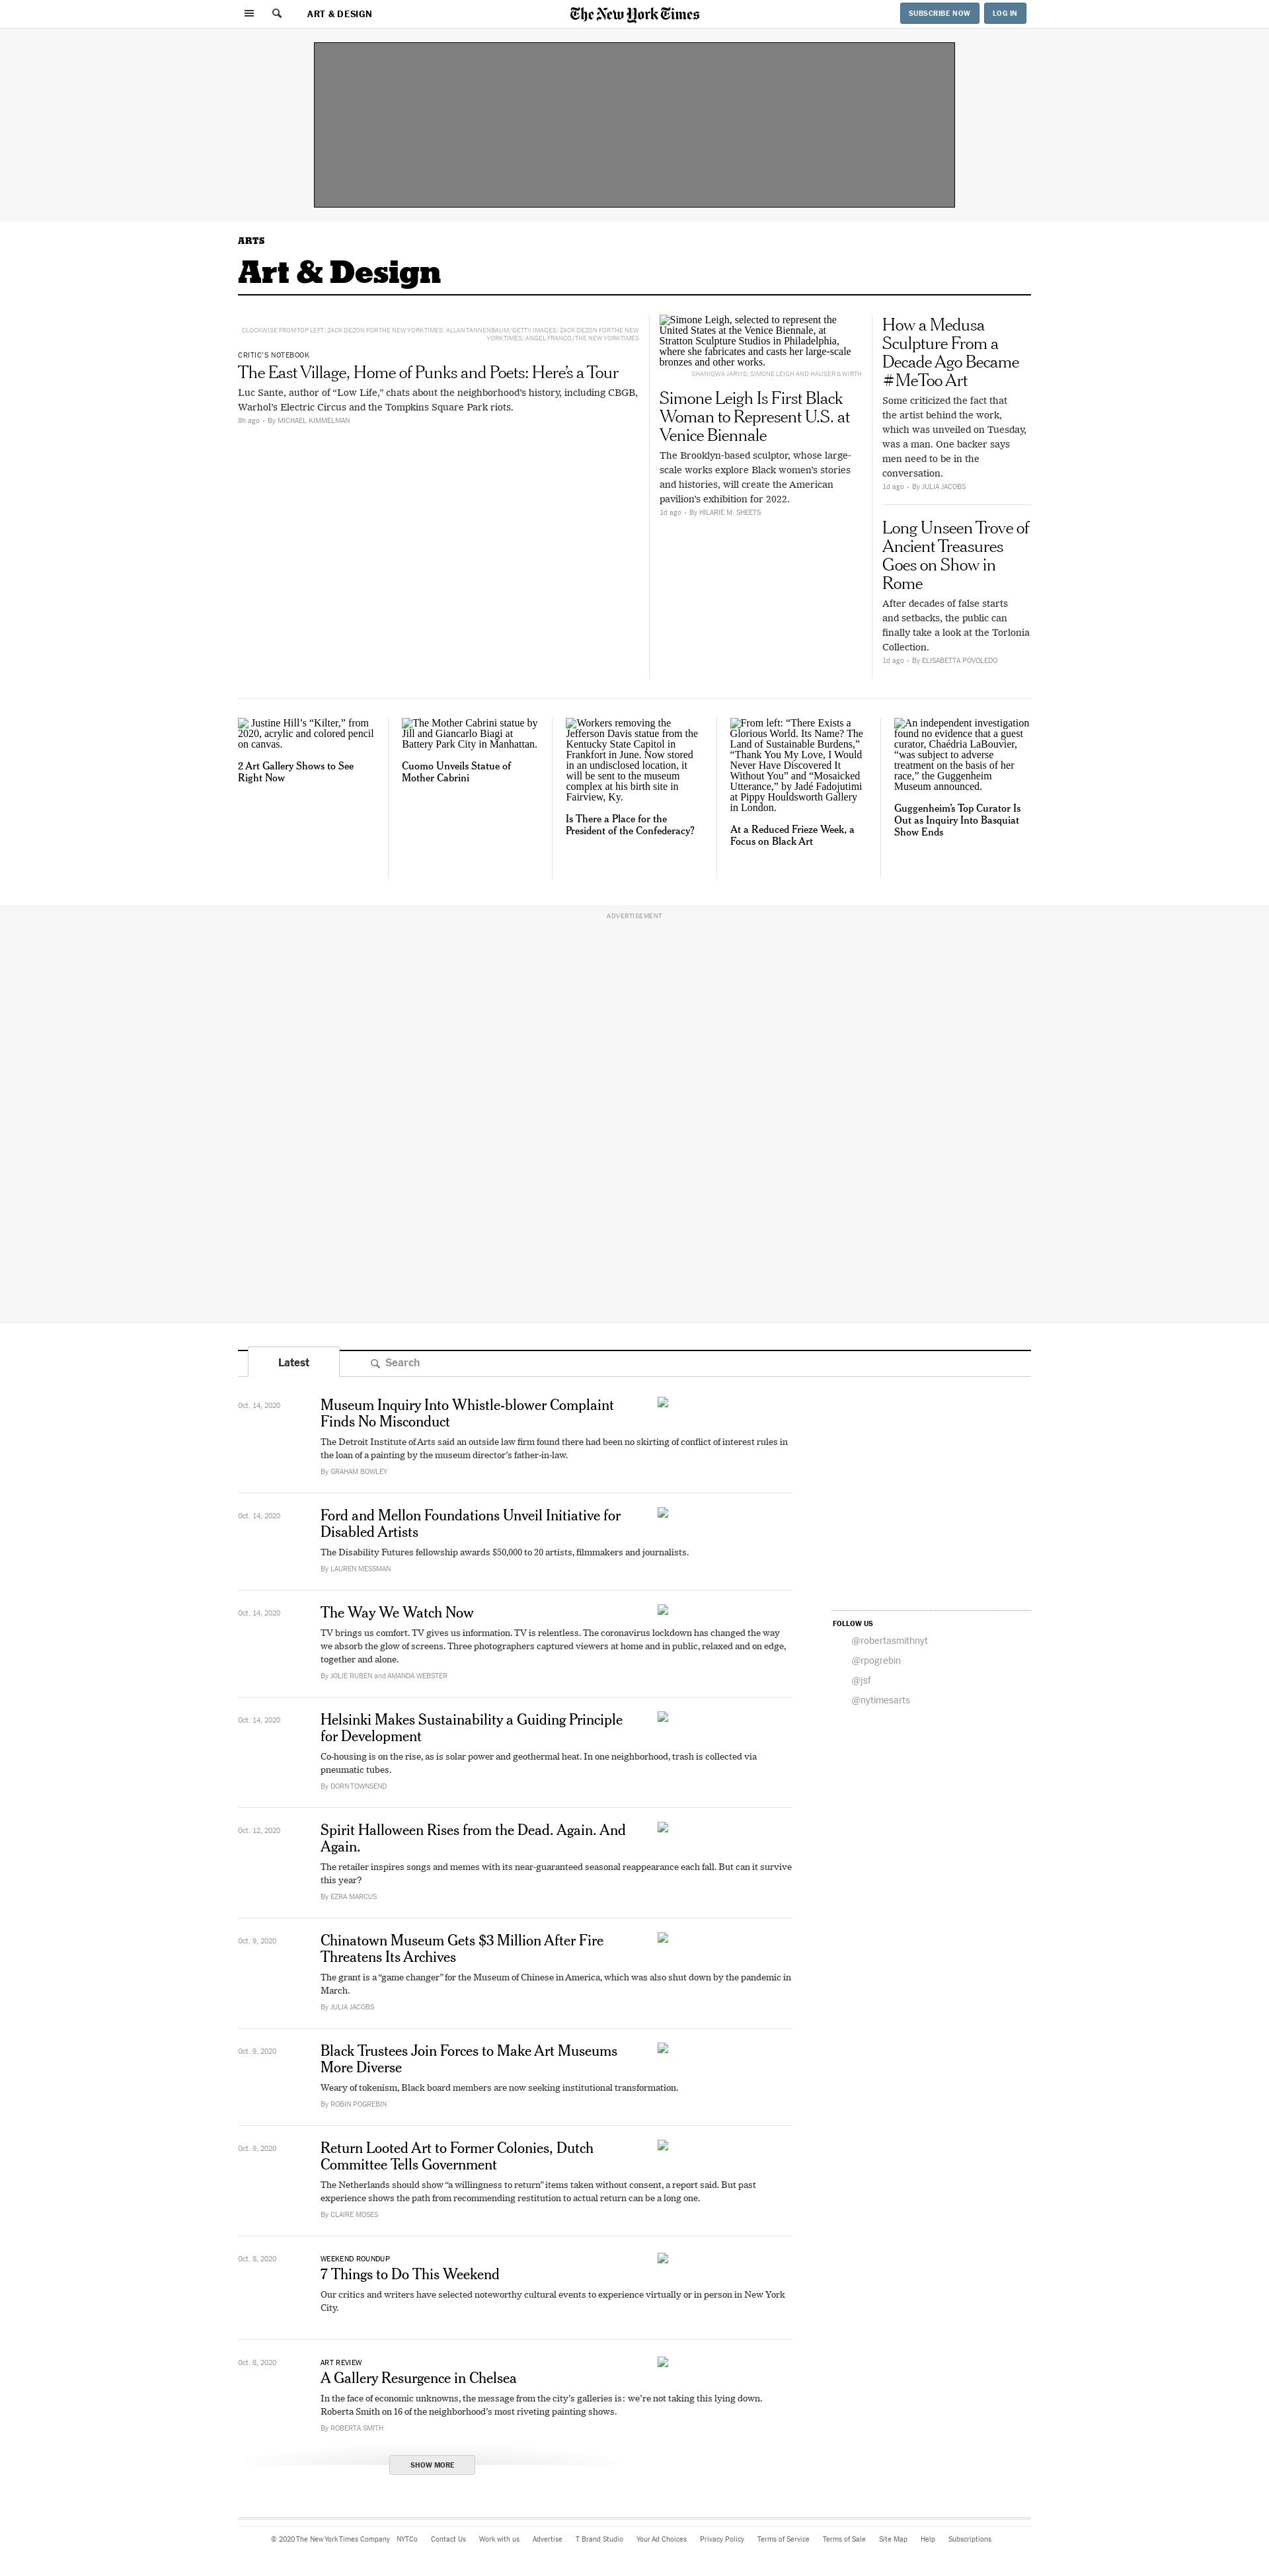 ART & DESIGN
The New York Times
SUBSCRIBE NOW
LOG IN
ARTS
Art & Design
CLOCKWISE FROM TOP LEFT: ZACK DEZON FOR THE NEW YORK TIMES; ALLAN TANNENBAUM/GETTY IMAGES; ZACK DEZON FOR THE NEW
YORK TIMES; ANGEL FRANCO/THE NEW YORK TIMES
CRITIC'S NOTEBOOK
The East Village, Home of Punks and Poets: Here’s a Tour
Luc Sante, author of “Low Life,” chats about the neighborhood’s history, including CBGB,
Warhol’s Electric Circus and the Tompkins Square Park riots.
8h ago • By MICHAEL KIMMELMAN
Simone Leigh, selected to represent the
United States at the Venice Biennale, at
Stratton Sculpture Studios in Philadelphia,
where she fabricates and casts her large-scale
bronzes and other works.
SHANIQWA JARVIS; SIMONE LEIGH AND HAUSER & WIRTH
Simone Leigh Is First Black
Woman to Represent U.S. at
Venice Biennale
The Brooklyn-based sculptor, whose large-
scale works explore Black women’s stories
and histories, will create the American
pavilion’s exhibition for 2022.
1d ago • By HILARIE M. SHEETS
How a Medusa
Sculpture From a
Decade Ago Became
#MeToo Art
Some criticized the fact that
the artist behind the work,
which was unveiled on Tuesday,
was a man. One backer says
men need to be in the
conversation.
1d ago • By JULIA JACOBS
Long Unseen Trove of
Ancient Treasures
Goes on Show in
Rome
After decades of false starts
and setbacks, the public can
finally take a look at the Torlonia
Collection.
1d ago • By ELISABETTA POVOLEDO
Justine Hill’s “Kilter,” from
2020, acrylic and colored pencil
on canvas.
2 Art Gallery Shows to See
Right Now
The Mother Cabrini statue by
Jill and Giancarlo Biagi at
Battery Park City in Manhattan.
Cuomo Unveils Statue of
Mother Cabrini
Workers removing the
Jefferson Davis statue from the
Kentucky State Capitol in
Frankfort in June. Now stored
in an undisclosed location, it
will be sent to the museum
complex at his birth site in
Fairview, Ky.
Is There a Place for the
President of the Confederacy?
From left: “There Exists a
Glorious World. Its Name? The
Land of Sustainable Burdens,”
“Thank You My Love, I Would
Never Have Discovered It
Without You” and “Mosaicked
Utterance,” by Jadé Fadojutimi
at Pippy Houldsworth Gallery
in London.
At a Reduced Frieze Week, a
Focus on Black Art
An independent investigation
found no evidence that a guest
curator, Chaédria LaBouvier,
“was subject to adverse
treatment on the basis of her
race,” the Guggenheim
Museum announced.
Guggenheim’s Top Curator Is
Out as Inquiry Into Basquiat
Show Ends
ADVERTISEMENT
Latest
Search
Oct. 14, 2020
Museum Inquiry Into Whistle-blower Complaint
Finds No Misconduct
The Detroit Institute of Arts said an outside law firm found there had been no skirting of conflict of interest rules in
the loan of a painting by the museum director’s father-in-law.
By GRAHAM BOWLEY
Oct. 14, 2020
Ford and Mellon Foundations Unveil Initiative for
Disabled Artists
The Disability Futures fellowship awards $50,000 to 20 artists, filmmakers and journalists.
By LAUREN MESSMAN
Oct. 14, 2020
The Way We Watch Now
TV brings us comfort. TV gives us information. TV is relentless. The coronavirus lockdown has changed the way
we absorb the glow of screens. Three photographers captured viewers at home and in public, relaxed and on edge,
together and alone.
By JOLIE RUBEN and AMANDA WEBSTER
Oct. 14, 2020
Helsinki Makes Sustainability a Guiding Principle
for Development
Co-housing is on the rise, as is solar power and geothermal heat. In one neighborhood, trash is collected via
pneumatic tubes.
By DORN TOWNSEND
Oct. 12, 2020
Spirit Halloween Rises from the Dead. Again. And
Again.
The retailer inspires songs and memes with its near-guaranteed seasonal reappearance each fall. But can it survive
this year?
By EZRA MARCUS
Oct. 9, 2020
Chinatown Museum Gets $3 Million After Fire
Threatens Its Archives
The grant is a “game changer” for the Museum of Chinese in America, which was also shut down by the pandemic in
March.
By JULIA JACOBS
Oct. 9, 2020
Black Trustees Join Forces to Make Art Museums
More Diverse
Weary of tokenism, Black board members are now seeking institutional transformation.
By ROBIN POGREBIN
Oct. 9, 2020
Return Looted Art to Former Colonies, Dutch
Committee Tells Government
The Netherlands should show “a willingness to return” items taken without consent, a report said. But past
experience shows the path from recommending restitution to actual return can be a long one.
By CLAIRE MOSES
Oct. 8, 2020
WEEKEND ROUNDUP
7 Things to Do This Weekend
Our critics and writers have selected noteworthy cultural events to experience virtually or in person in New York
City.
Oct. 8, 2020
ART REVIEW
A Gallery Resurgence in Chelsea
In the face of economic unknowns, the message from the city’s galleries is: we’re not taking this lying down.
Roberta Smith on 16 of the neighborhood’s most riveting painting shows.
By ROBERTA SMITH
SHOW MORE
FOLLOW US
@robertasmithnyt
@rpogrebin
@jsf
@nytimesarts
© 2020 The New York Times Company NYTCo Contact Us Work with us Advertise T Brand Studio Your Ad Choices Privacy Policy Terms of Service Terms of Sale Site Map Help Subscriptions